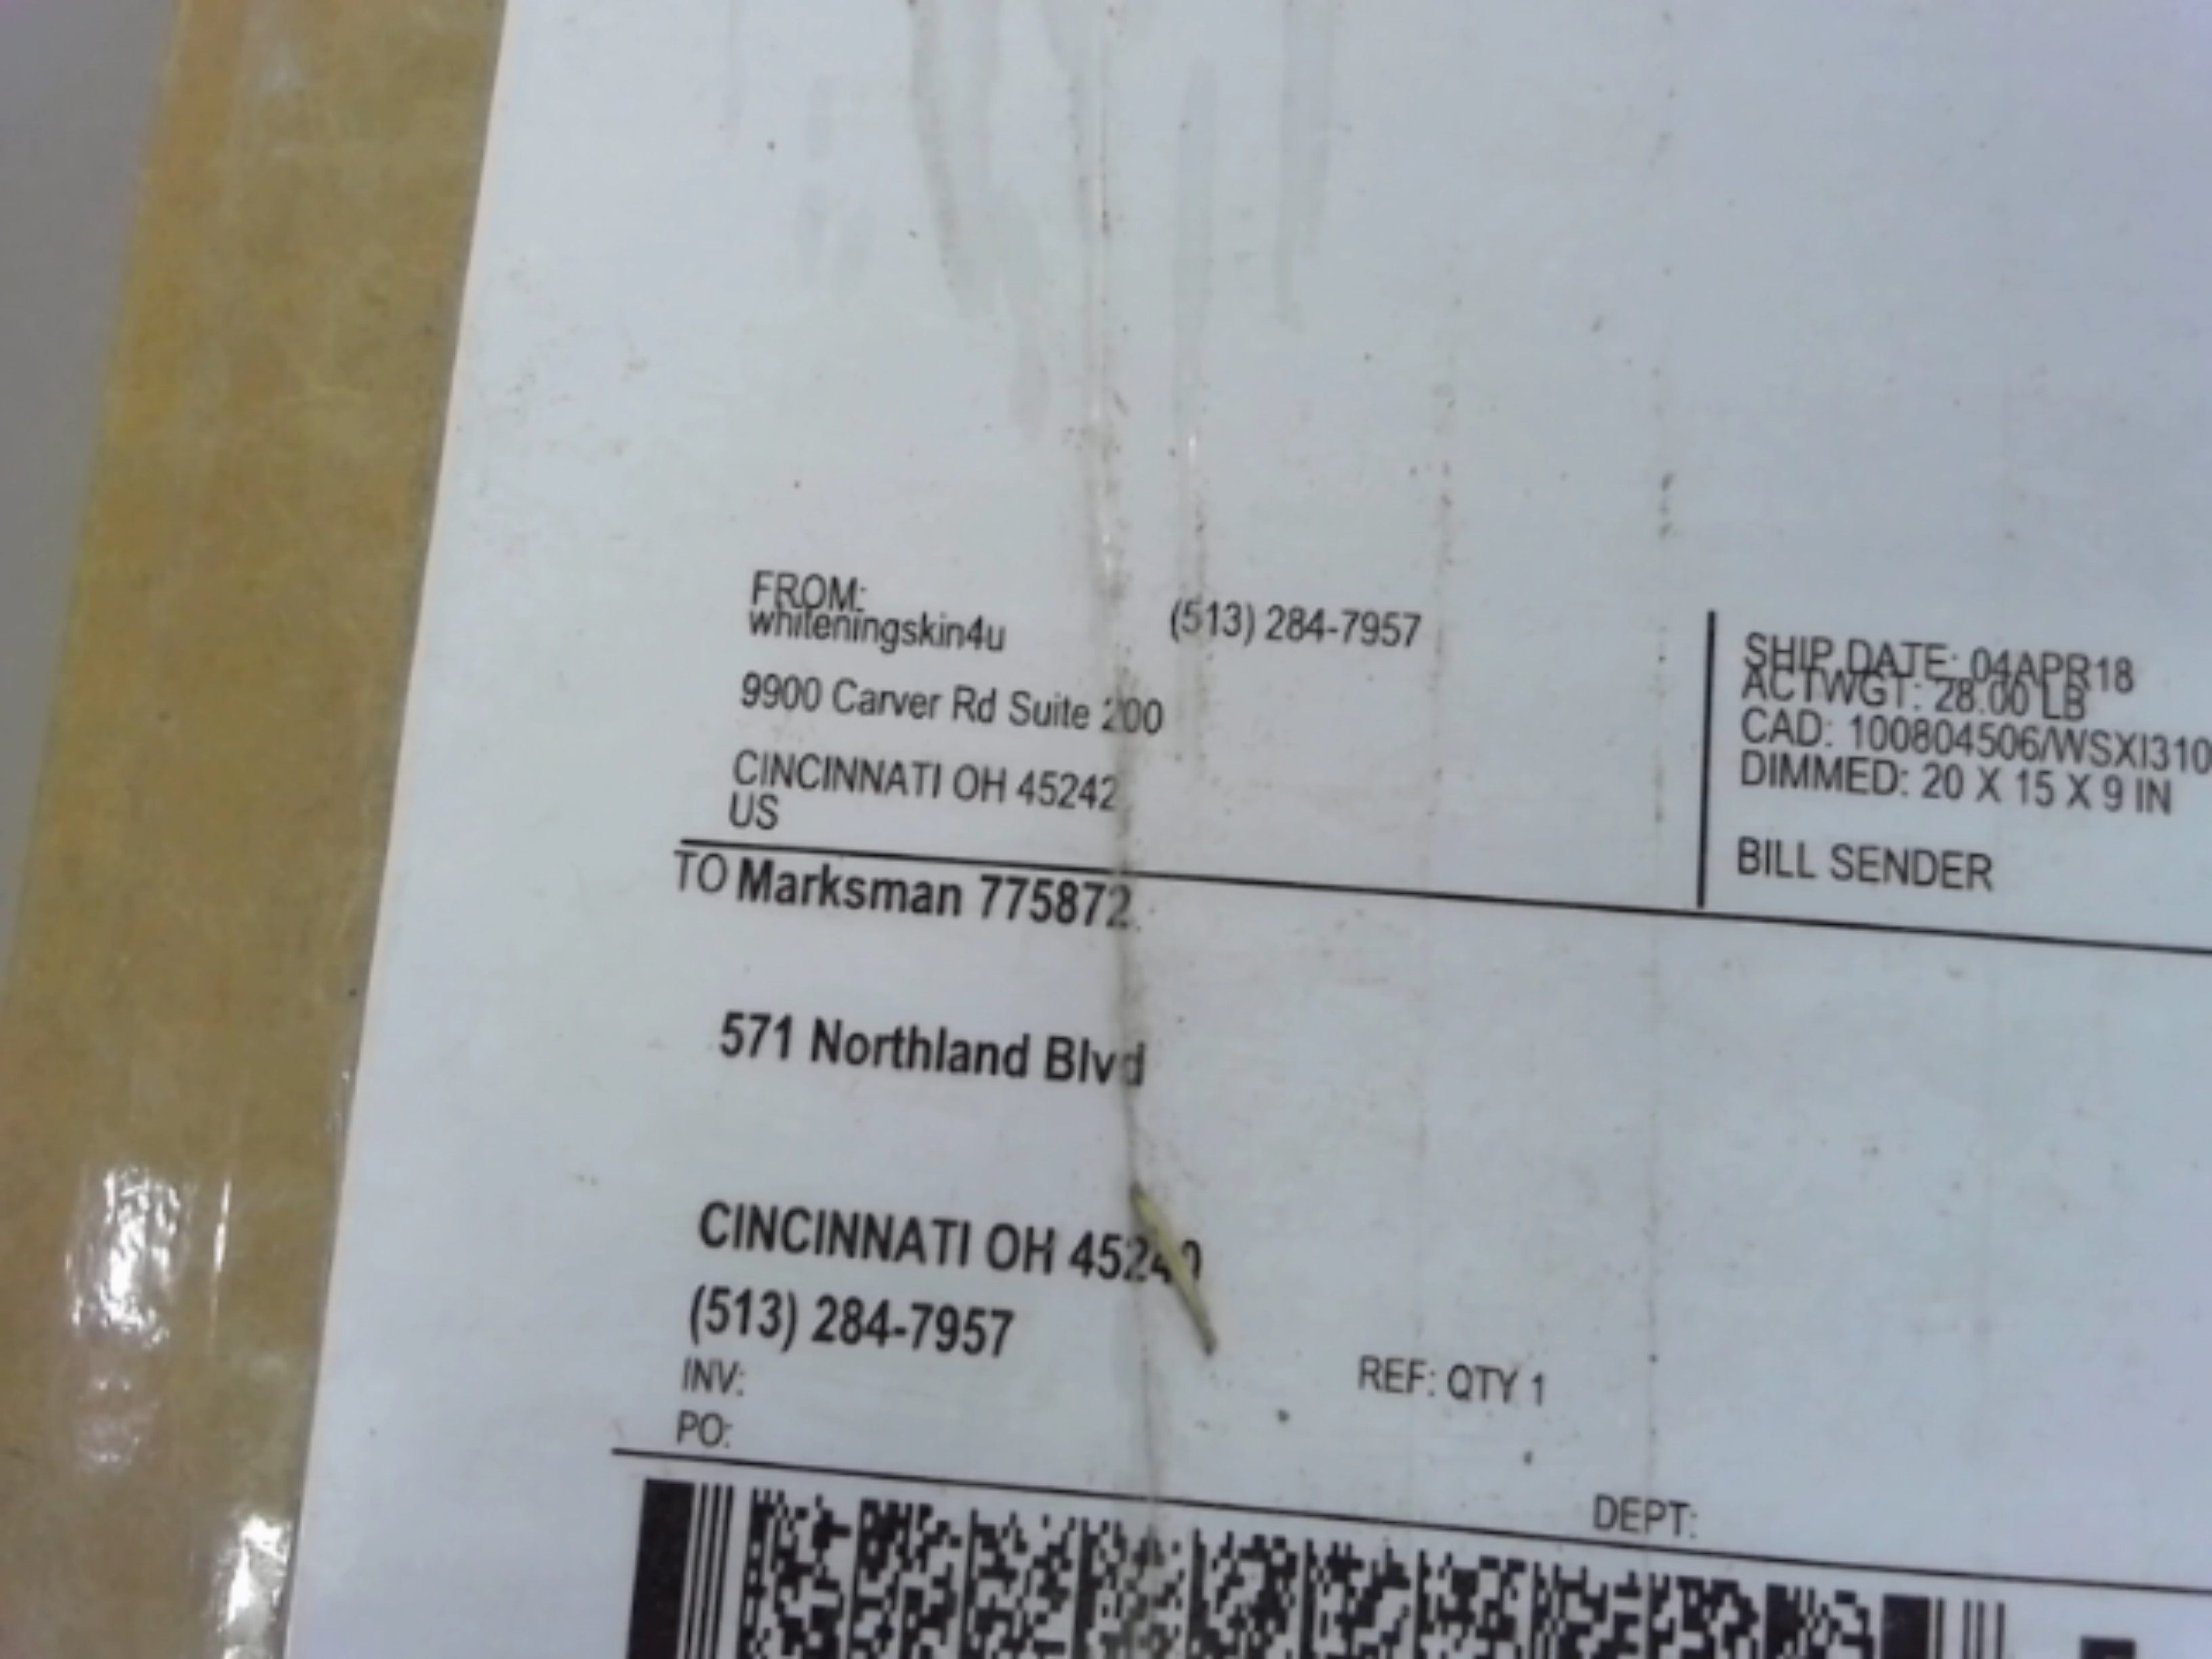 FROM:
whiteningskin4u (513) 284-7957
9900 Carver Rd Suite 200
CINCINNATI OH 45242
US
SHIP DATE: 04APR18
ACTWGT: 28.00 LB
CAD: 100804506/WSXI310
DIMMED: 20 X 15 X 9 IN
BILL SENDER
TO Marksman 775872
571 Northland Blvd
CINCINNATI OH 45240
(513) 284-7957
INV: REF: QTY 1
PO:
DEPT: